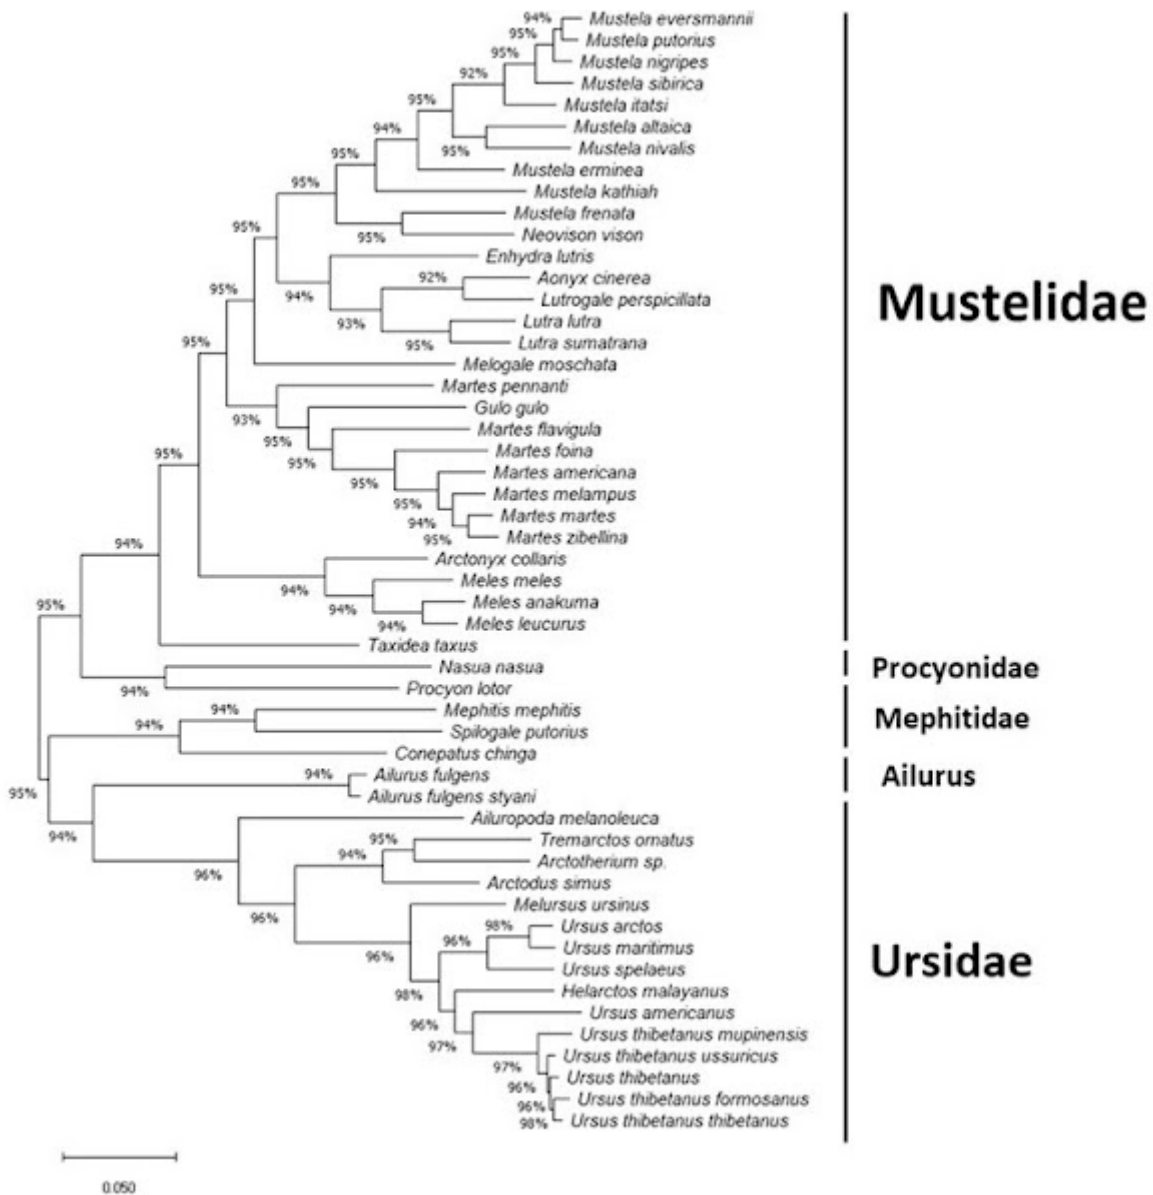 94%
Mustela eversmannii
95%
Mustela putorius
95%
Mustela nigripes
92%
Mustela sibirica
95%
Mustela itatsi
94%
Mustela altaica
95%
Mustela nivalis
95%
Mustela erminea
95%
Mustela kathiah
Mustela frenata
95%
Neovison vison
95%
Enhydra lutris
92%
Aonyx cinerea
94%
Lutrogale perspicillata
95%
93%
Lutra lutra
95%
Lutra sumatrana
Mustelidae
95%
Melogale moschata
Martes pennanti
93%
Gulo gulo
95%
Martes flavigula
95%
Martes foina
95%
95%
Martes americana
95%
Martes melampus
94%
Martes martes
95%
Martes zibellina
94%
Arctonyx collaris
94%
Meles meles
94%
Meles anakuma
94%
Meles leucurus
95%
Taxidea taxus
Nasua nasua
94%
Procyon lotor
Procyonidae
94%
Mephitis mephitis
94%
Spilogale putorius
Mephitidae
Conepatus chinga
94%
Ailurus fulgens
95%
Ailurus fulgens styani
Ailurus
94%
Ailuropoda melanoleuca
95%
Tremarctos ornatus
94%
Arctotherium sp.
96%
Arctodus simus
96%
Melursus ursinus
98%
Ursus arctos
96%
Ursus maritimus
96%
Ursus spelaeus
Ursidae
98%
Helarctos malayanus
96%
Ursus americanus
97%
Ursus thibetanus mupinensis
97%
Ursus thibetanus ussuricus
96%
Ursus thibetanus
96%
Ursus thibetanus formosanus
98%
Ursus thibetanus thibetanus
0.050